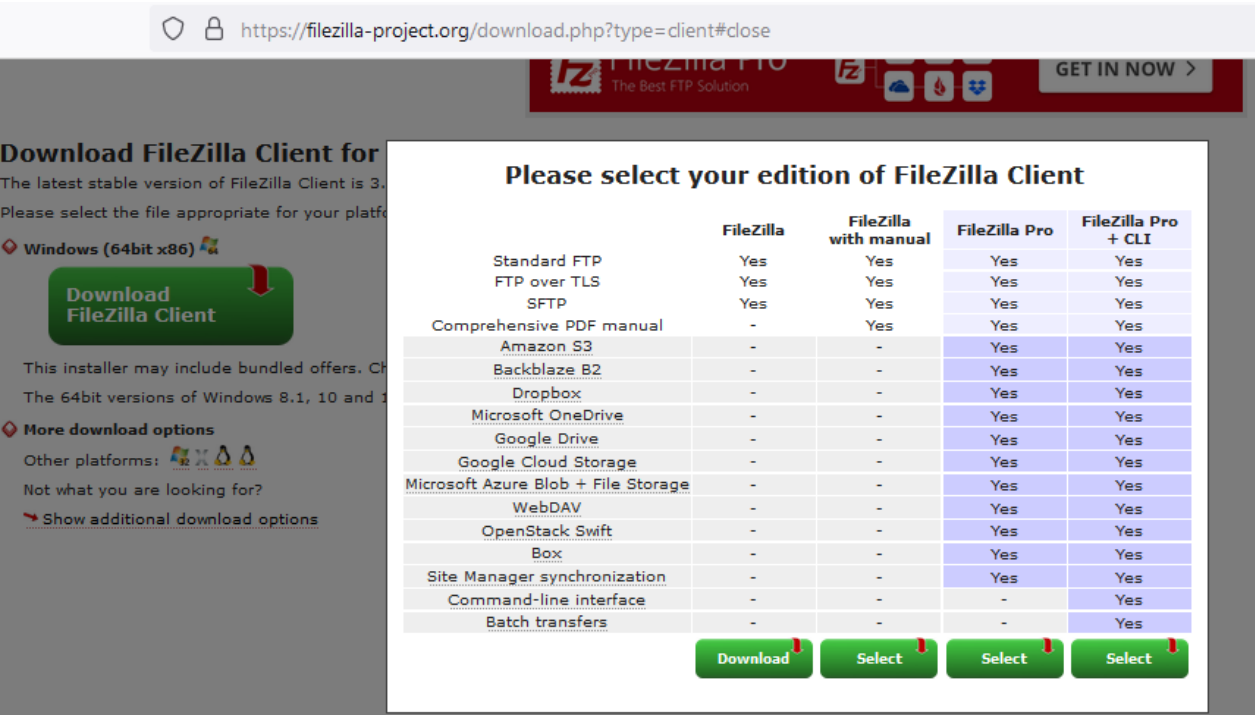 https://filezilla-project.org/download.php?type=client#close
FileZilla Pro
The Best FTP Solution
GET IN NOW >
Download FileZilla Client for
The latest stable version of FileZilla Client is 3.
Please select the file appropriate for your platfo
Windows (64bit x86)
Download
FileZilla Client
This installer may include bundled offers. Ch
The 64bit versions of Windows 8.1, 10 and 1
More download options
Other platforms:
Not what you are looking for?
Show additional download options
Please select your edition of FileZilla Client
FileZilla FileZilla with manual FileZilla Pro FileZilla Pro + CLI
Standard FTP Yes Yes Yes Yes
FTP over TLS Yes Yes Yes Yes
SFTP Yes Yes Yes Yes
Comprehensive PDF manual - Yes Yes Yes
Amazon S3 - - Yes Yes
Backblaze B2 - - Yes Yes
Dropbox - - Yes Yes
Microsoft OneDrive - - Yes Yes
Google Drive - - Yes Yes
Google Cloud Storage - - Yes Yes
Microsoft Azure Blob + File Storage - - Yes Yes
WebDAV - - Yes Yes
OpenStack Swift - - Yes Yes
Box - - Yes Yes
Site Manager synchronization - - Yes Yes
Command-line interface - - - Yes
Batch transfers - - - Yes
Download Select Select Select